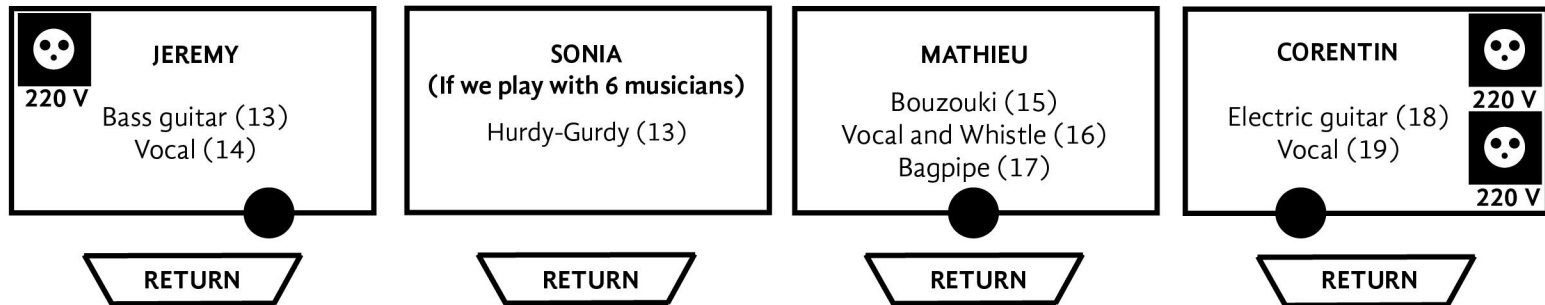 JEREMY
220 V
Bass guitar (13)
Vocal (14)
SONIA
(If we play with 6 musicians)
Hurdy-Gurdy (13)
MATHIEU
Bouzouki (15)
Vocal and Whistle (16)
Bagpipe (17)
CORENTIN
220 V
Electric guitar (18)
Vocal (19)
220 V
RETURN
RETURN
RETURN
RETURN